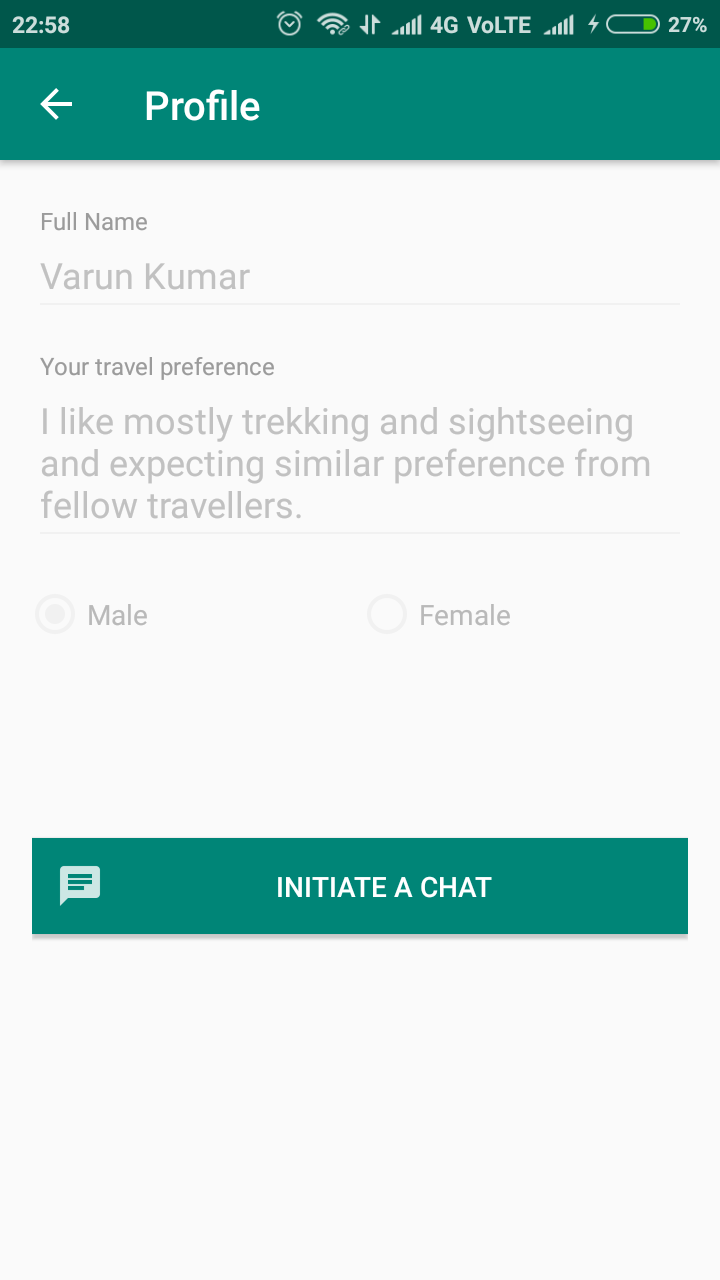 22:58 4G VoLTE 27%
Profile
Full Name
Varun Kumar
Your travel preference
I like mostly trekking and sightseeing
and expecting similar preference from
fellow travellers.
Male Female
INITIATE A CHAT